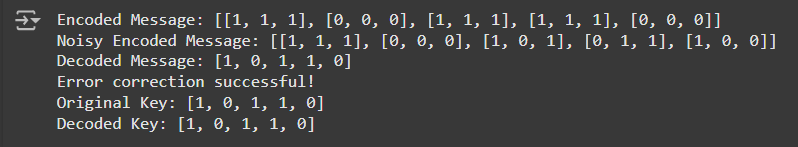 Encoded Message: [[1, 1, 1], [0, 0, 0], [1, 1, 1], [1, 1, 1], [0, 0, 0]]
Noisy Encoded Message: [[1, 1, 1], [0, 0, 0], [1, 0, 1], [0, 1, 1], [1, 0, 0]]
Decoded Message: [1, 0, 1, 1, 0]
Error correction successful!
Original Key: [1, 0, 1, 1, 0]
Decoded Key: [1, 0, 1, 1, 0]